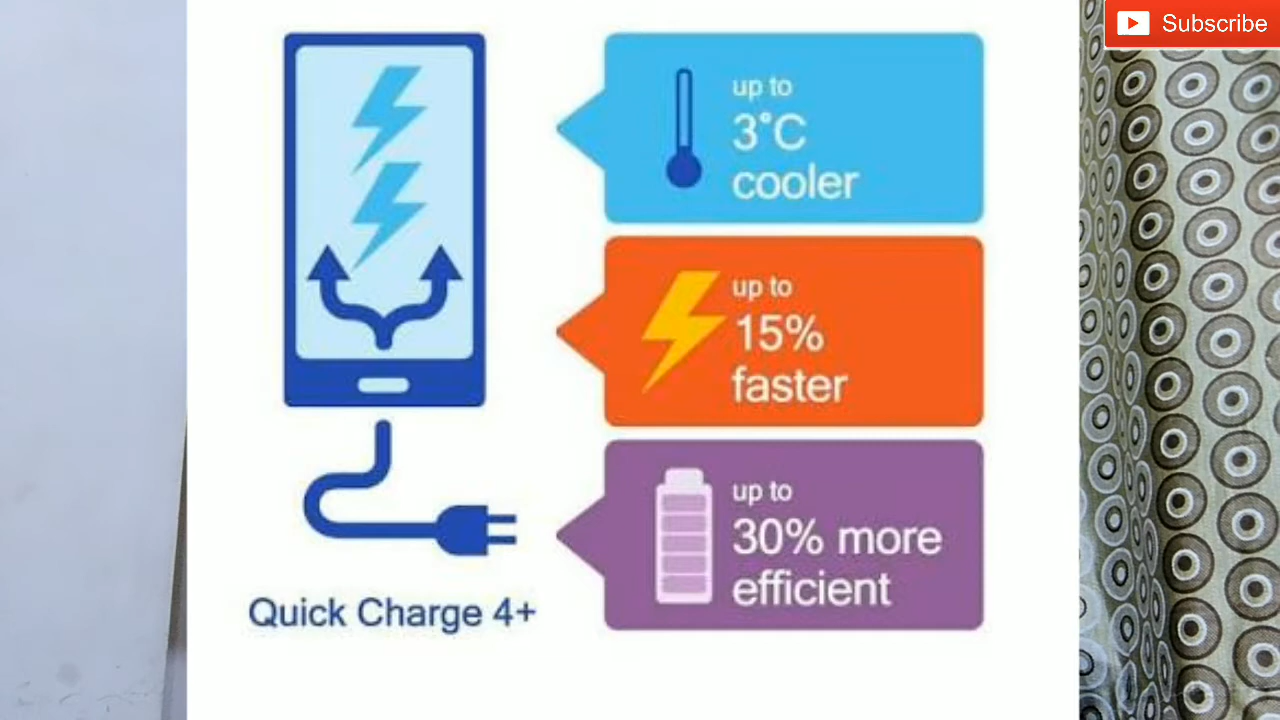 Subscribe
up to
3°C
cooler
up to
15%
faster
up to
30% more
efficient
Quick Charge 4+